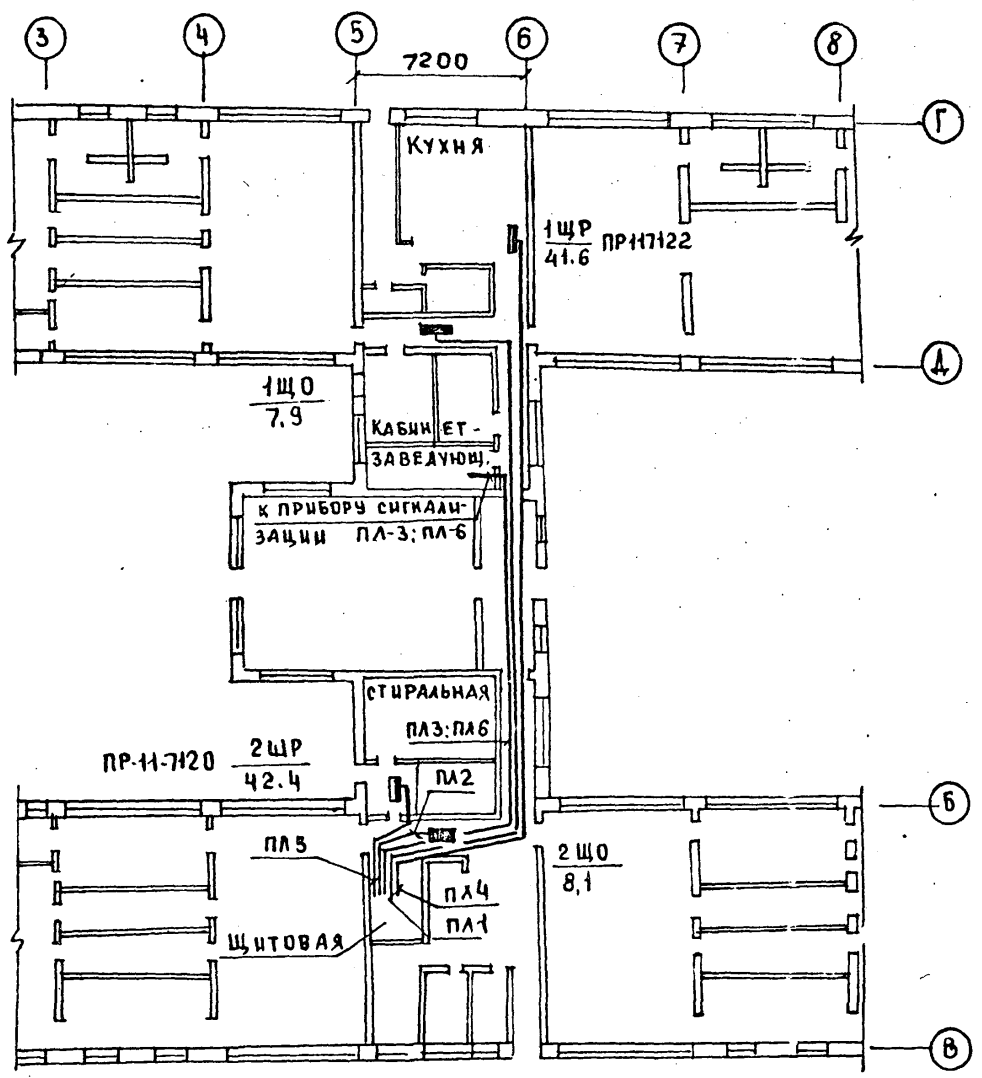 3 4 5 6 7 8
7200
Г
КУХНЯ
1ЩР ПР117122
41.6
Д
1ЩО
7,9
КАБИНЕТ-
ЗАВЕДУЮЩ.
К ПРИБОРУ СИГНАЛИ-
ЗАЦИИ ПЛ-3; ПЛ-6
СТИРАЛЬНАЯ
ПЛ3; ПЛ6
ПР-11-7120 2ЩР
42.4
ПЛ2
Б
ПЛ5
2ЩО
8,1
ПЛ4
ПЛ1
ЩИТОВАЯ
В